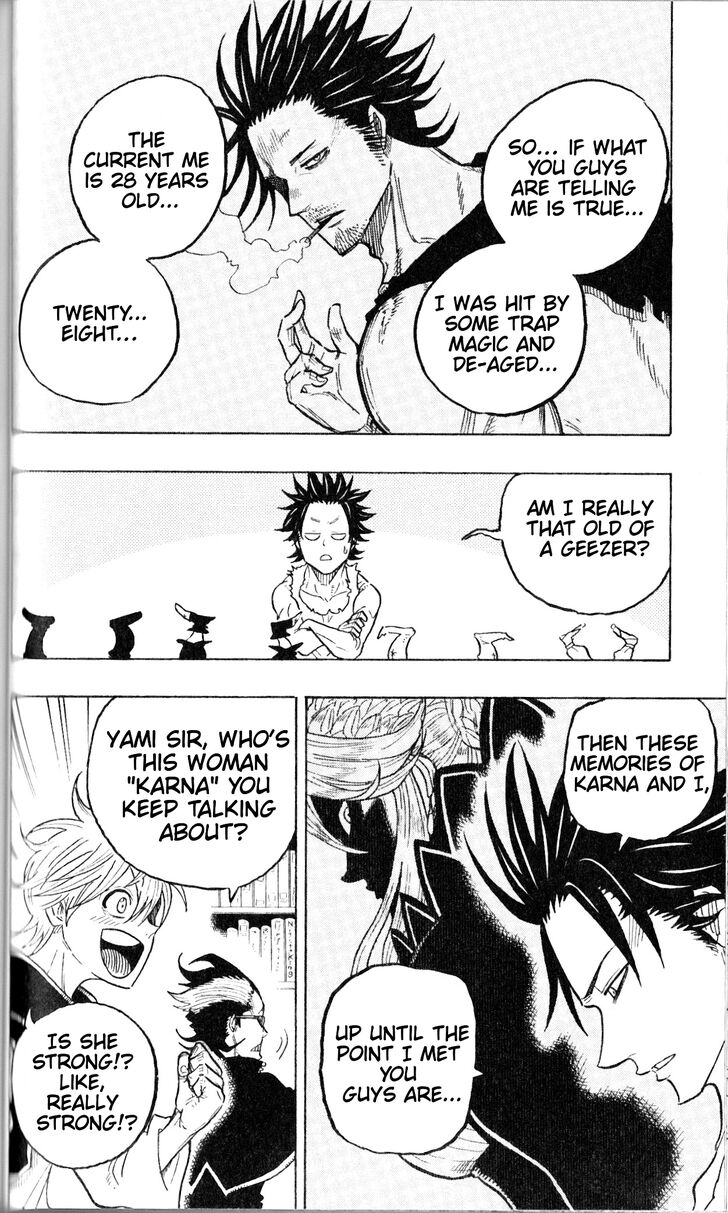 SO... IF WHAT
YOU GUYS
ARE TELLING
ME IS TRUE...
I WAS HIT BY
SOME TRAP
MAGIC AND
DE-AGED...
THE
CURRENT ME
IS 28 YEARS
OLD...
TWENTY...
EIGHT...
AM I REALLY
THAT OLD OF
A GEEZER?
THEN THESE
MEMORIES OF
KARNA AND I,
UP UNTIL THE
POINT I MET
YOU
GUYS ARE...
YAMI SIR, WHO'S
THIS WOMAN
"KARNA" YOU
KEEP TALKING
ABOUT?
IS SHE
STRONG!?
LIKE,
REALLY
STRONG!?